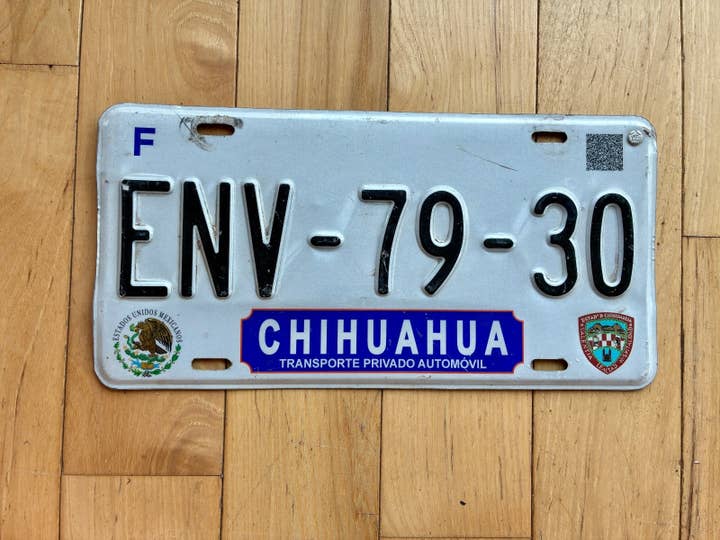 F
ENV-79-30
ESTADOS UNIDOS MEXICANOS
CHIHUAHUA
TRANSPORTE PRIVADO AUTOMÓVIL